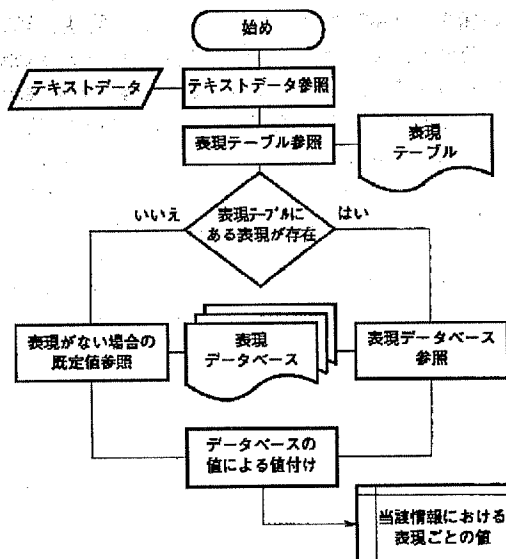 始め
テキストデータ
テキストデータ参照
表現テーブル参照
表現
テーブル
いいえ
表現ﾃｰﾌﾞﾙに
ある表現が存在
はい
表現がない場合の
既定値参照
表現
データベース
表現データベース
参照
データベースの
値による値付け
当該情報における
表現ごとの値